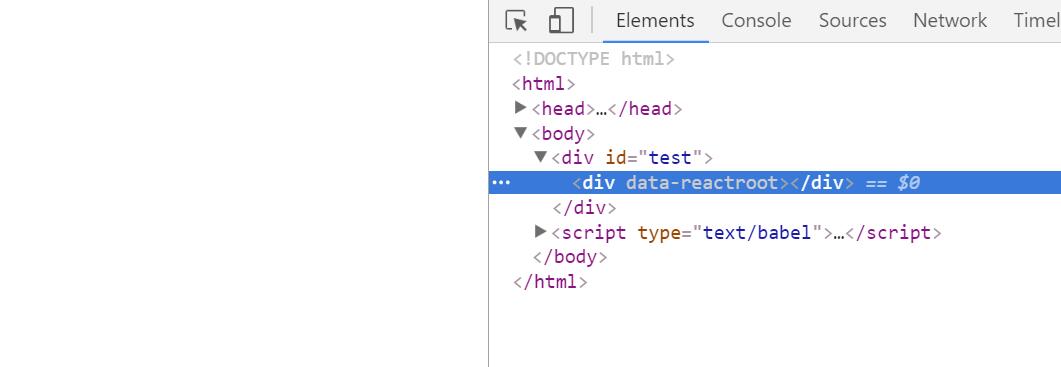 Elements Console Sources Network Timel
<!DOCTYPE html>
<html>
<head>…</head>
<body>
<div id="test">
<div data-reactroot></div> == $0
</div>
<script type="text/babel">…</script>
</body>
</html>